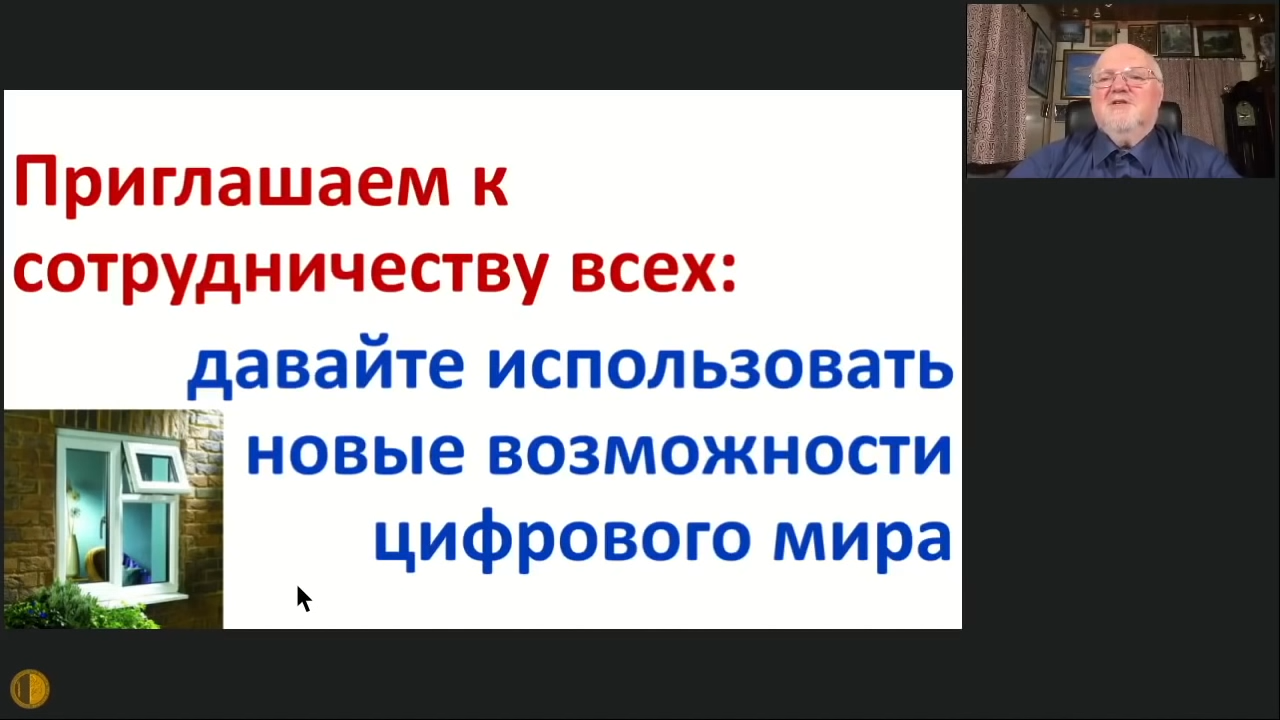 Приглашаем к
сотрудничеству всех:
давайте использовать
новые возможности
цифрового мира